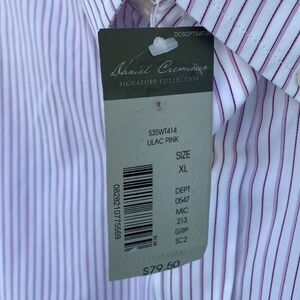 DCSCPTSAT
Daniel Cremieux
SIGNATURE COLLECTION
S35WT414
LILAC PINK
SIZE
XL
DEPT
0547
MIC
213
GRP
SC2
$79.50